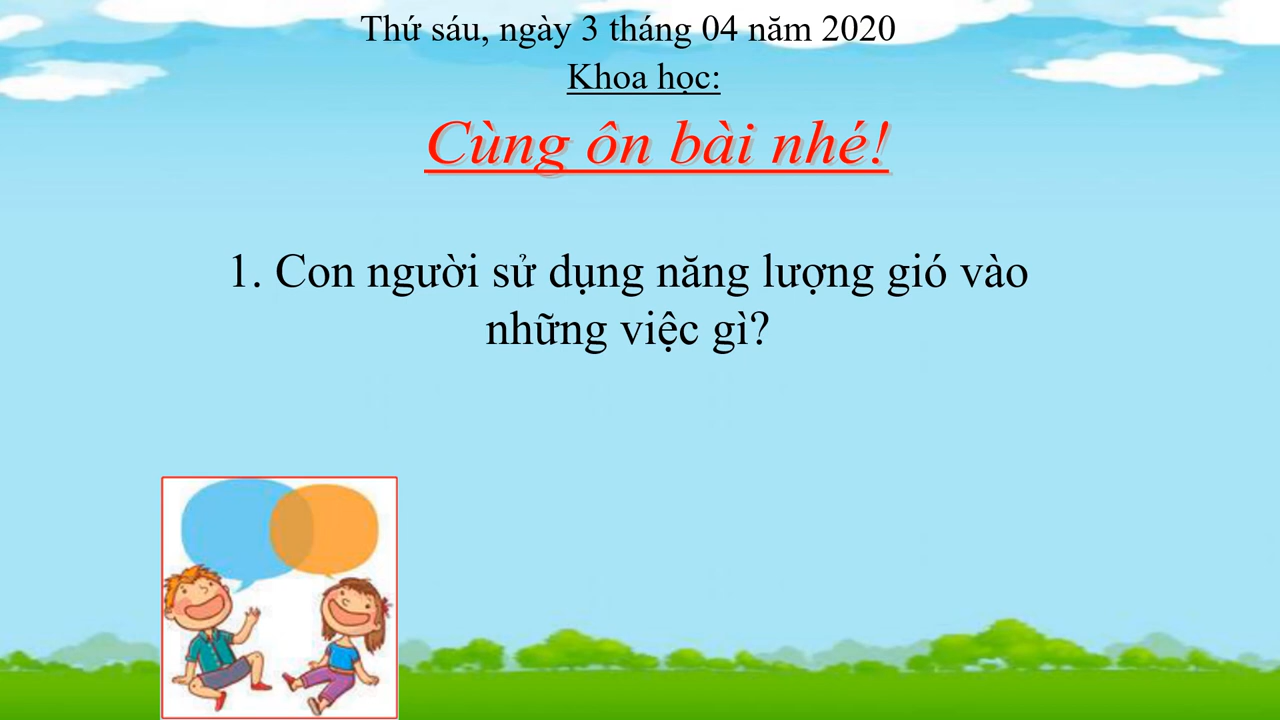 Thứ sáu, ngày 3 tháng 04 năm 2020
Khoa học:
Cùng ôn bài nhé!
1. Con người sử dụng năng lượng gió vào
những việc gì?